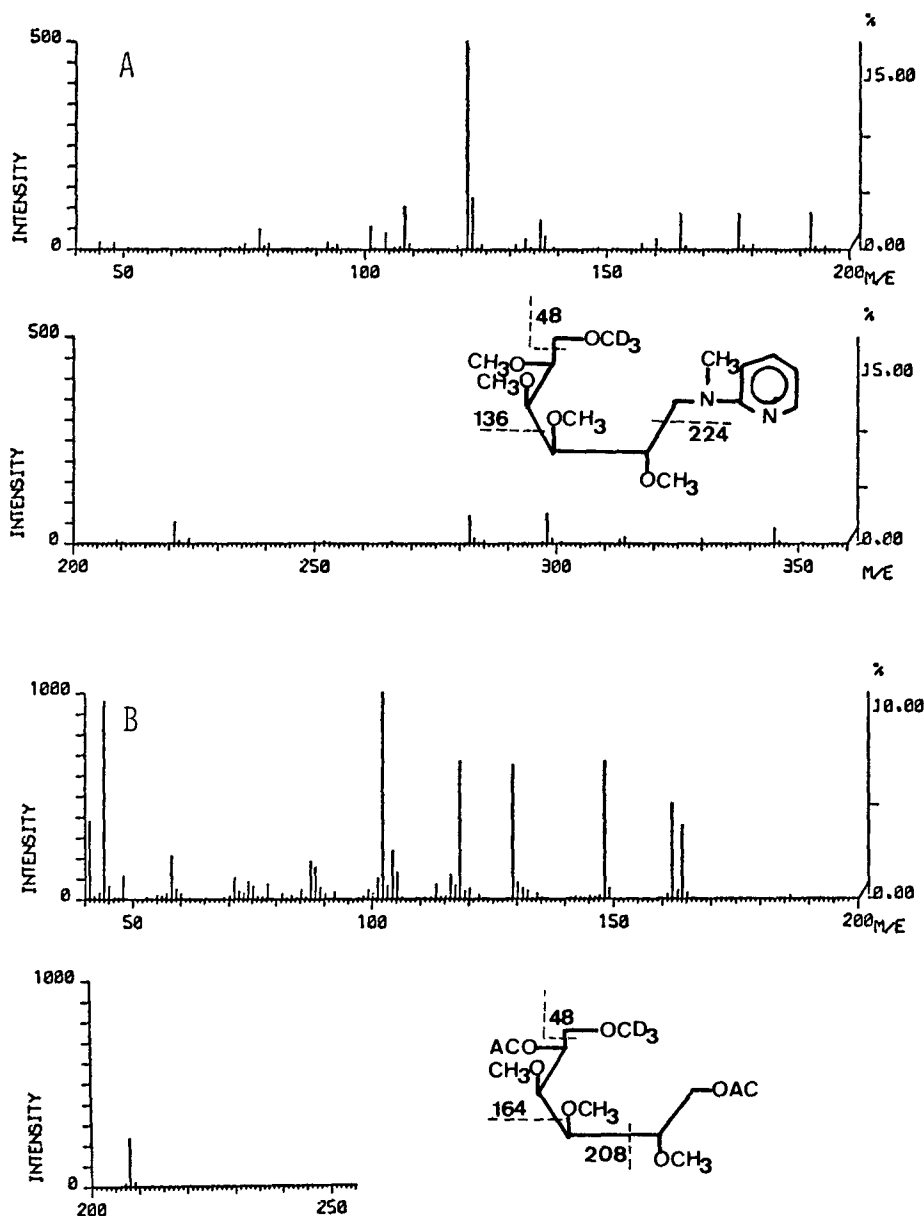 %
500
A
15.00
INTENSITY
0
0.00
50
100
150
200
M/E
500
%
15.00
48
OCD3
CH3O
CH3O
CH3
N
N
136
OCH3
224
OCH3
INTENSITY
0
0.00
200
250
300
350
M/E
%
1000
B
10.00
INTENSITY
0
0.00
50
100
150
200
M/E
1000
48
OCD3
ACO
CH3O
OAC
164
OCH3
208
OCH3
INTENSITY
0
200
250